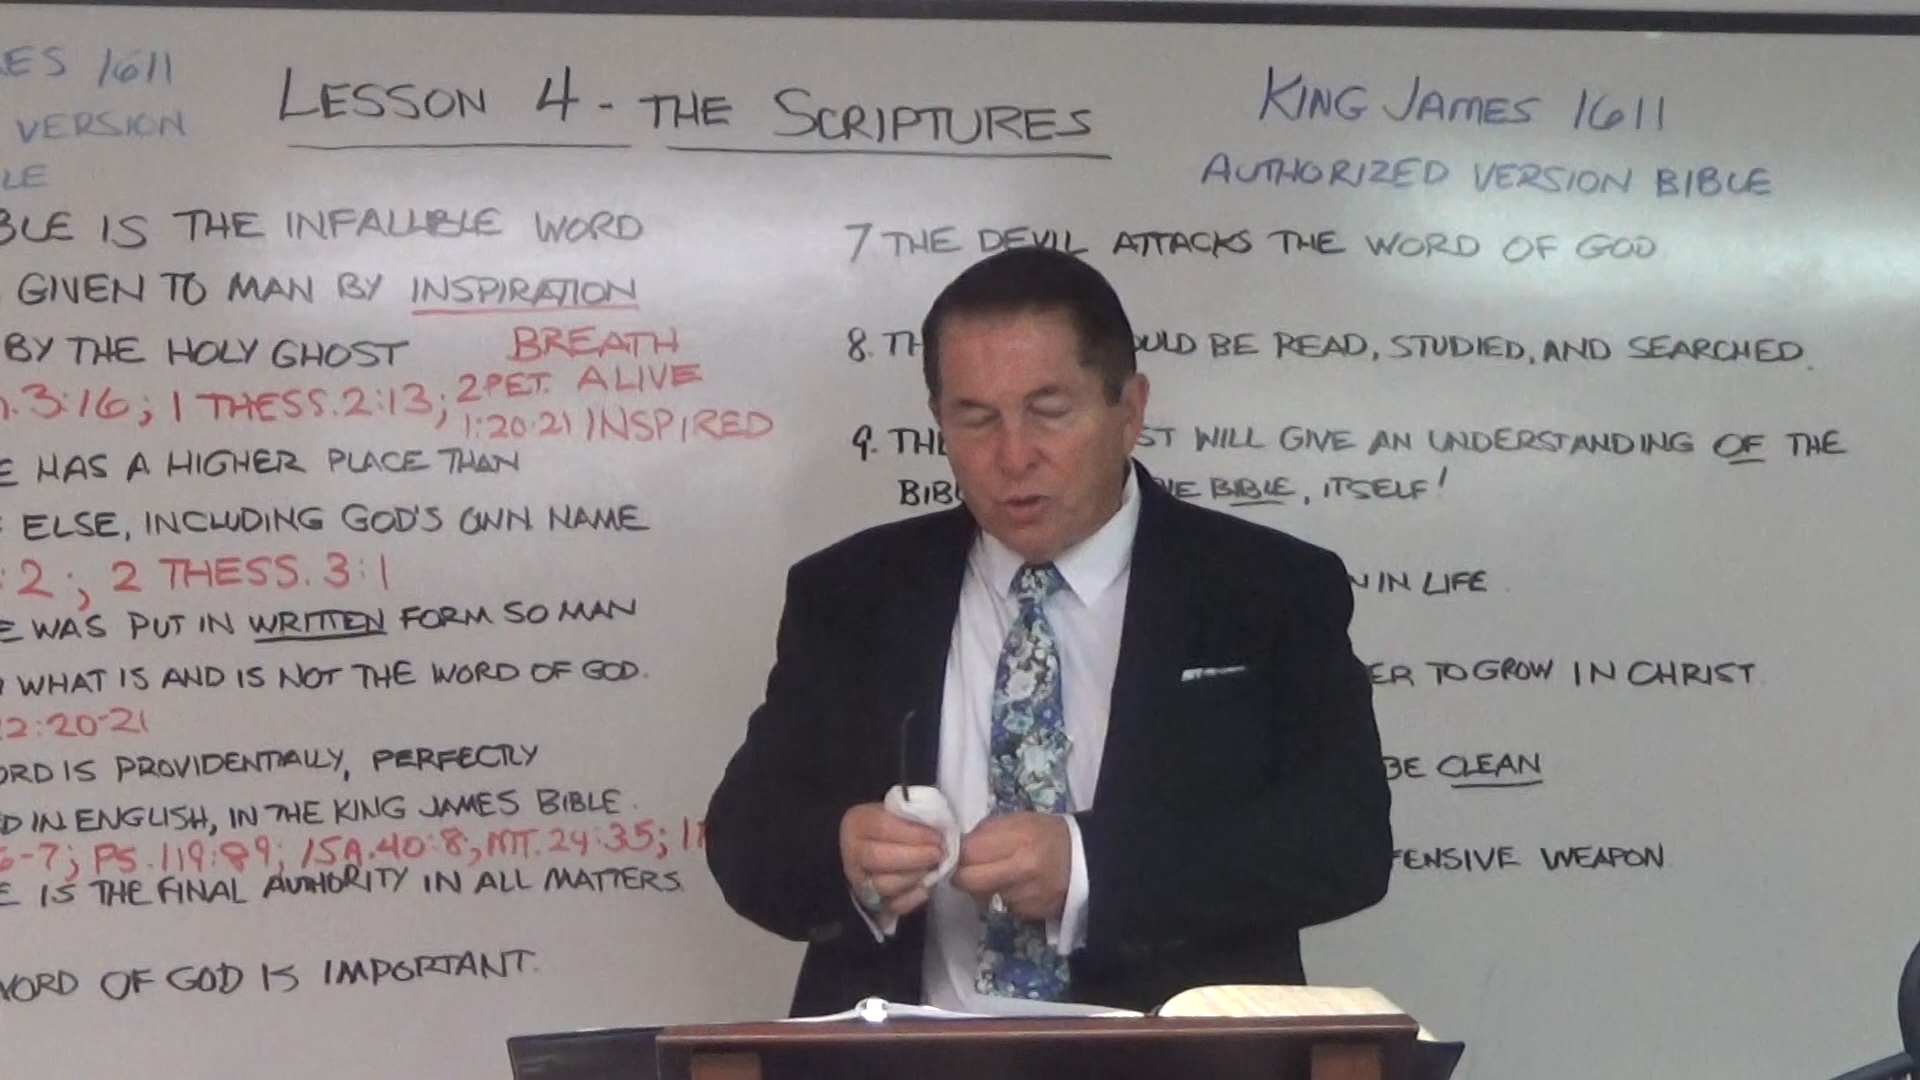 ES 1611
VERSION
LE
LESSON 4 - THE SCRIPTURES
KING JAMES 1611
AUTHORIZED VERSION BIBLE
BLE IS THE INFALLIBLE WORD
GIVEN TO MAN BY INSPIRATION
BY THE HOLY GHOST BREATH
. 3:16; 1 THESS. 2:13; 2 PET. ALIVE
1:20-21 INSPIRED
E HAS A HIGHER PLACE THAN
ELSE, INCLUDING GOD'S OWN NAME
:2; 2 THESS. 3:1
E WAS PUT IN WRITTEN FORM SO MAN
WHAT IS AND IS NOT THE WORD OF GOD.
2:20-21
ORD IS PROVIDENTIALLY, PERFECTLY
D IN ENGLISH, IN THE KING JAMES BIBLE.
6-7; PS. 119:89; ISA. 40:8; MT. 24:35; 1
E IS THE FINAL AUTHORITY IN ALL MATTERS.
WORD OF GOD IS IMPORTANT.
7. THE DEVIL ATTACKS THE WORD OF GOD
8. TH OULD BE READ, STUDIED, AND SEARCHED.
9. THE ST WILL GIVE AN UNDERSTANDING OF THE
BIB BIBLE, ITSELF!
N IN LIFE.
ER TO GROW IN CHRIST.
BE CLEAN
FENSIVE WEAPON